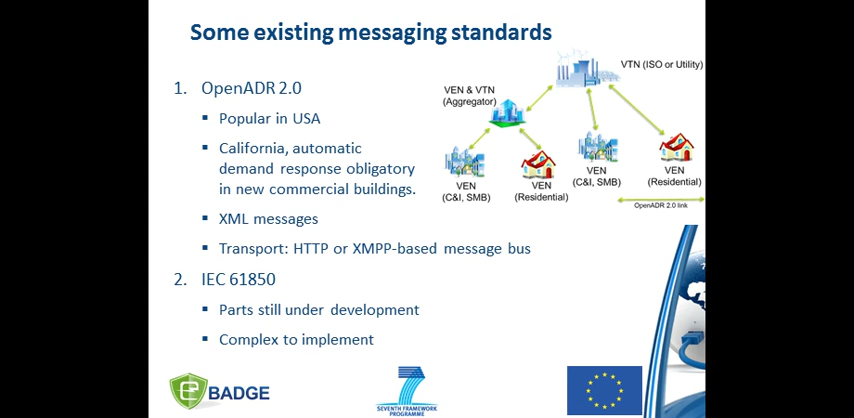 Some existing messaging standards
1. OpenADR 2.0
▪ Popular in USA
▪ California, automatic
demand response obligatory
in new commercial buildings.
▪ XML messages
▪ Transport: HTTP or XMPP-based message bus
2. IEC 61850
▪ Parts still under development
▪ Complex to implement
VTN (ISO or Utility)
VEN & VTN
(Aggregator)
VEN
(C&I, SMB)
VEN
(Residential)
VEN
(C&I, SMB)
VEN
(Residential)
OpenADR 2.0 link
e BADGE
7
SEVENTH FRAMEWORK
PROGRAMME